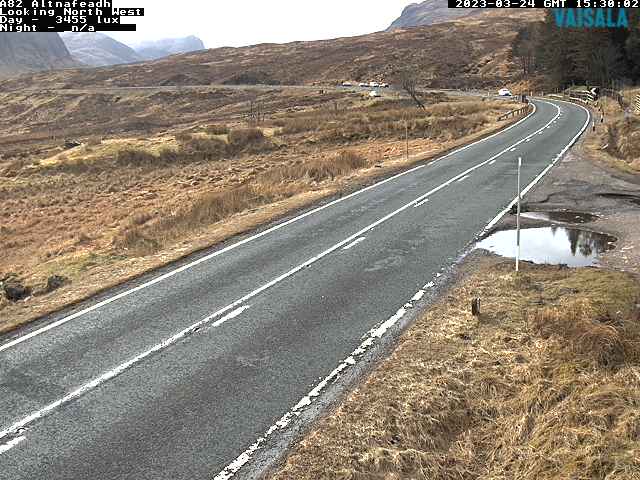 A82 Altnafeadh
Looking North West
Day - 3455 lux
Night - n/a
2023-03-24 GMT 15:30:02
VAISALA